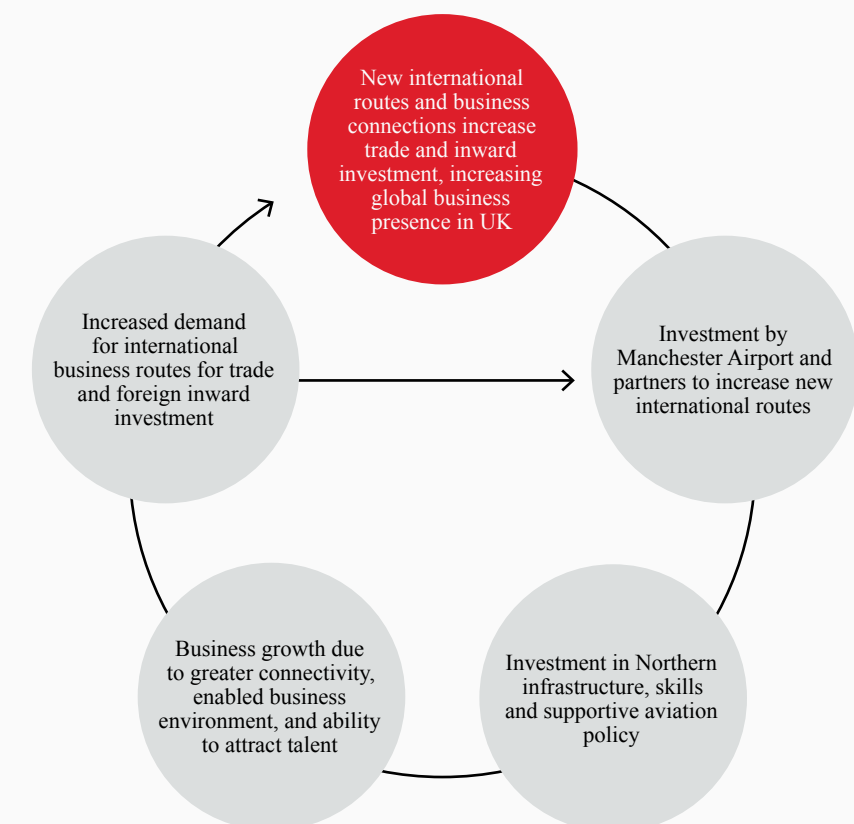 New international
routes and business
connections increase
trade and inward
investment, increasing
global business
presence in UK
Investment by
Manchester Airport and
partners to increase new
international routes
Investment in Northern
infrastructure, skills
and supportive aviation
policy
Business growth due
to greater connectivity,
enabled business
environment, and ability
to attract talent
Increased demand
for international
business routes for trade
and foreign inward
investment